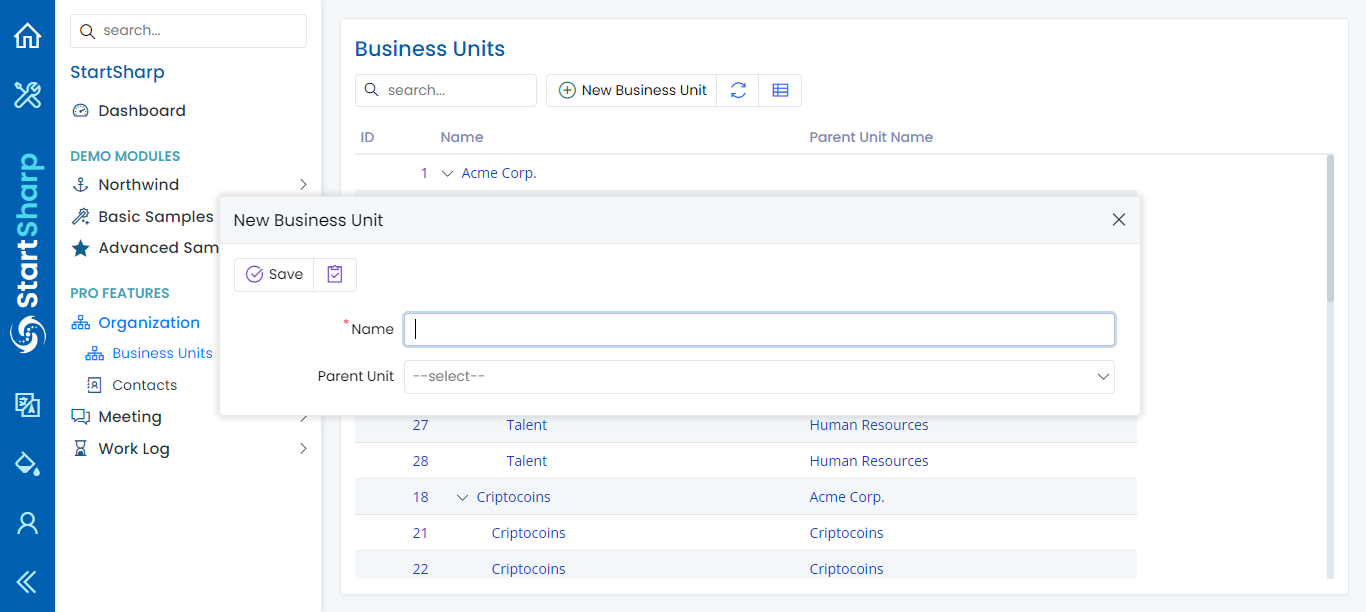 StartSharp
search...
StartSharp
Dashboard
DEMO MODULES
Northwind
Basic Samples
Advanced Sam
PRO FEATURES
Organization
Business Units
Contacts
Meeting
Work Log
Business Units
search...
New Business Unit
ID Name Parent Unit Name
1 Acme Corp.
New Business Unit
Save
*Name
Parent Unit --select--
27 Talent Human Resources
28 Talent Human Resources
18 Criptocoins Acme Corp.
21 Criptocoins Criptocoins
22 Criptocoins Criptocoins